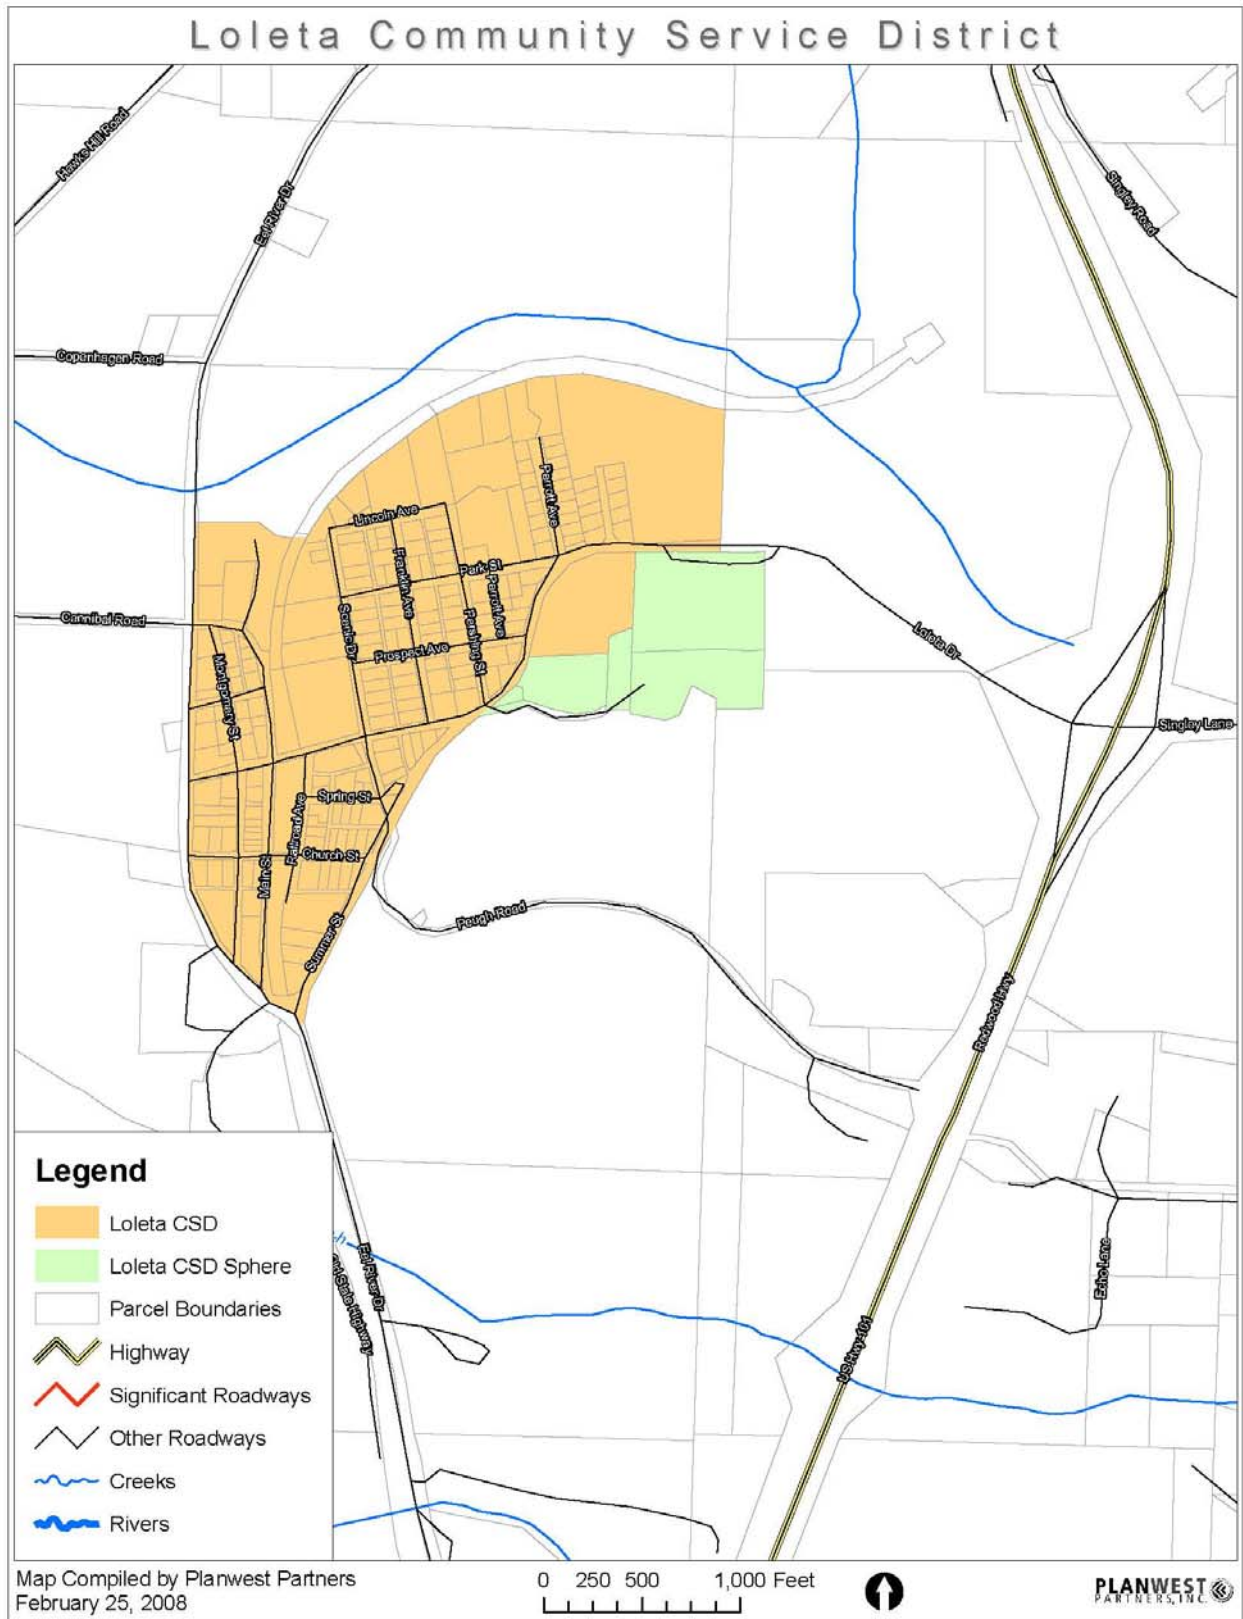 Loleta Community Service District
Hawks Hill Road
Eel River Dr
Singley Road
Copenhagen Road
Perrott Ave
Lincoln Ave
Franklin Ave
Park St
Perrott Ave
Cannibal Road
Scenic Dr
Pershing St
Prospect Ave
Loleta Dr
Montgomery St
Singley Lane
Spring St
Railroad Ave
Church St
Main St
Summer St
Peugh Road
Redwood Hwy
Echo Lane
Eel River Dr
Old State Highway
US Hwy 101
Legend
Loleta CSD
Loleta CSD Sphere
Parcel Boundaries
Highway
Significant Roadways
Other Roadways
Creeks
Rivers
Map Compiled by Planwest Partners
February 25, 2008
0 250 500 1,000 Feet
PLANWEST
PARTNERS, INC.